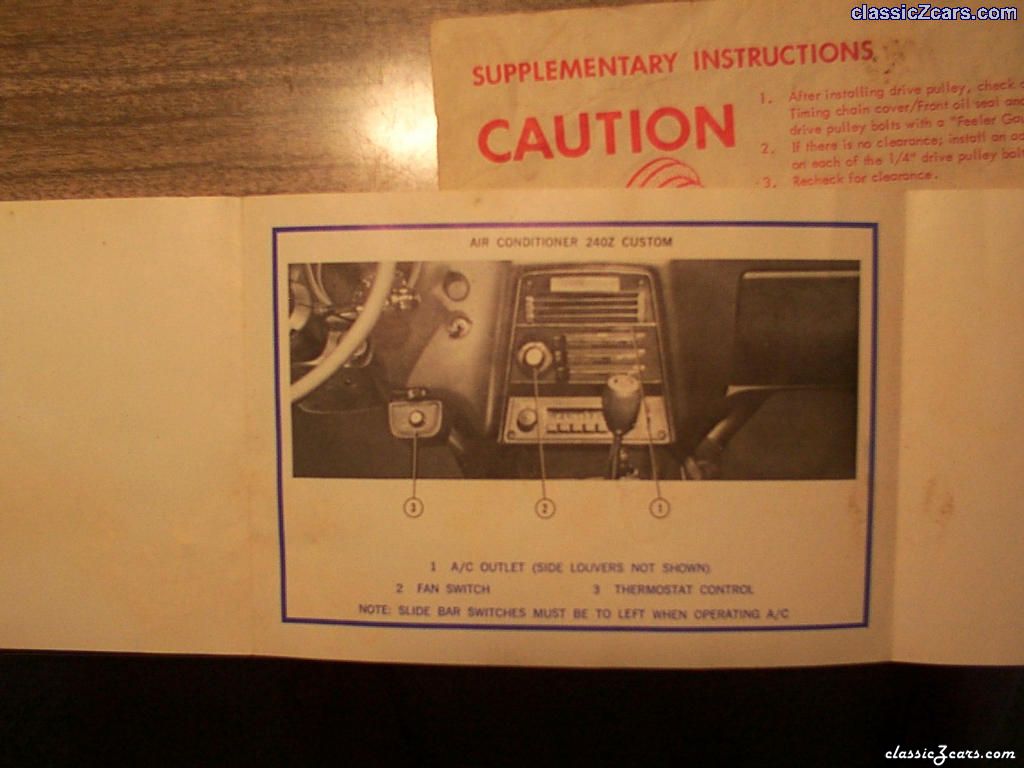 classicZcars.com
SUPPLEMENTARY INSTRUCTIONS
CAUTION
1. After installing drive pulley, check
Timing chain cover/Front oil seal and
drive pulley bolts with a "Feeler
2. If there is no clearance; install an
on each of the 1/4" drive pulley
3. Recheck for clearance.
AIR CONDITIONER 240Z CUSTOM
3 2 1
1 A/C OUTLET (SIDE LOUVERS NOT SHOWN)
2 FAN SWITCH 3 THERMOSTAT CONTROL
NOTE: SLIDE BAR SWITCHES MUST BE TO LEFT WHEN OPERATING A/C
classicZcars.com